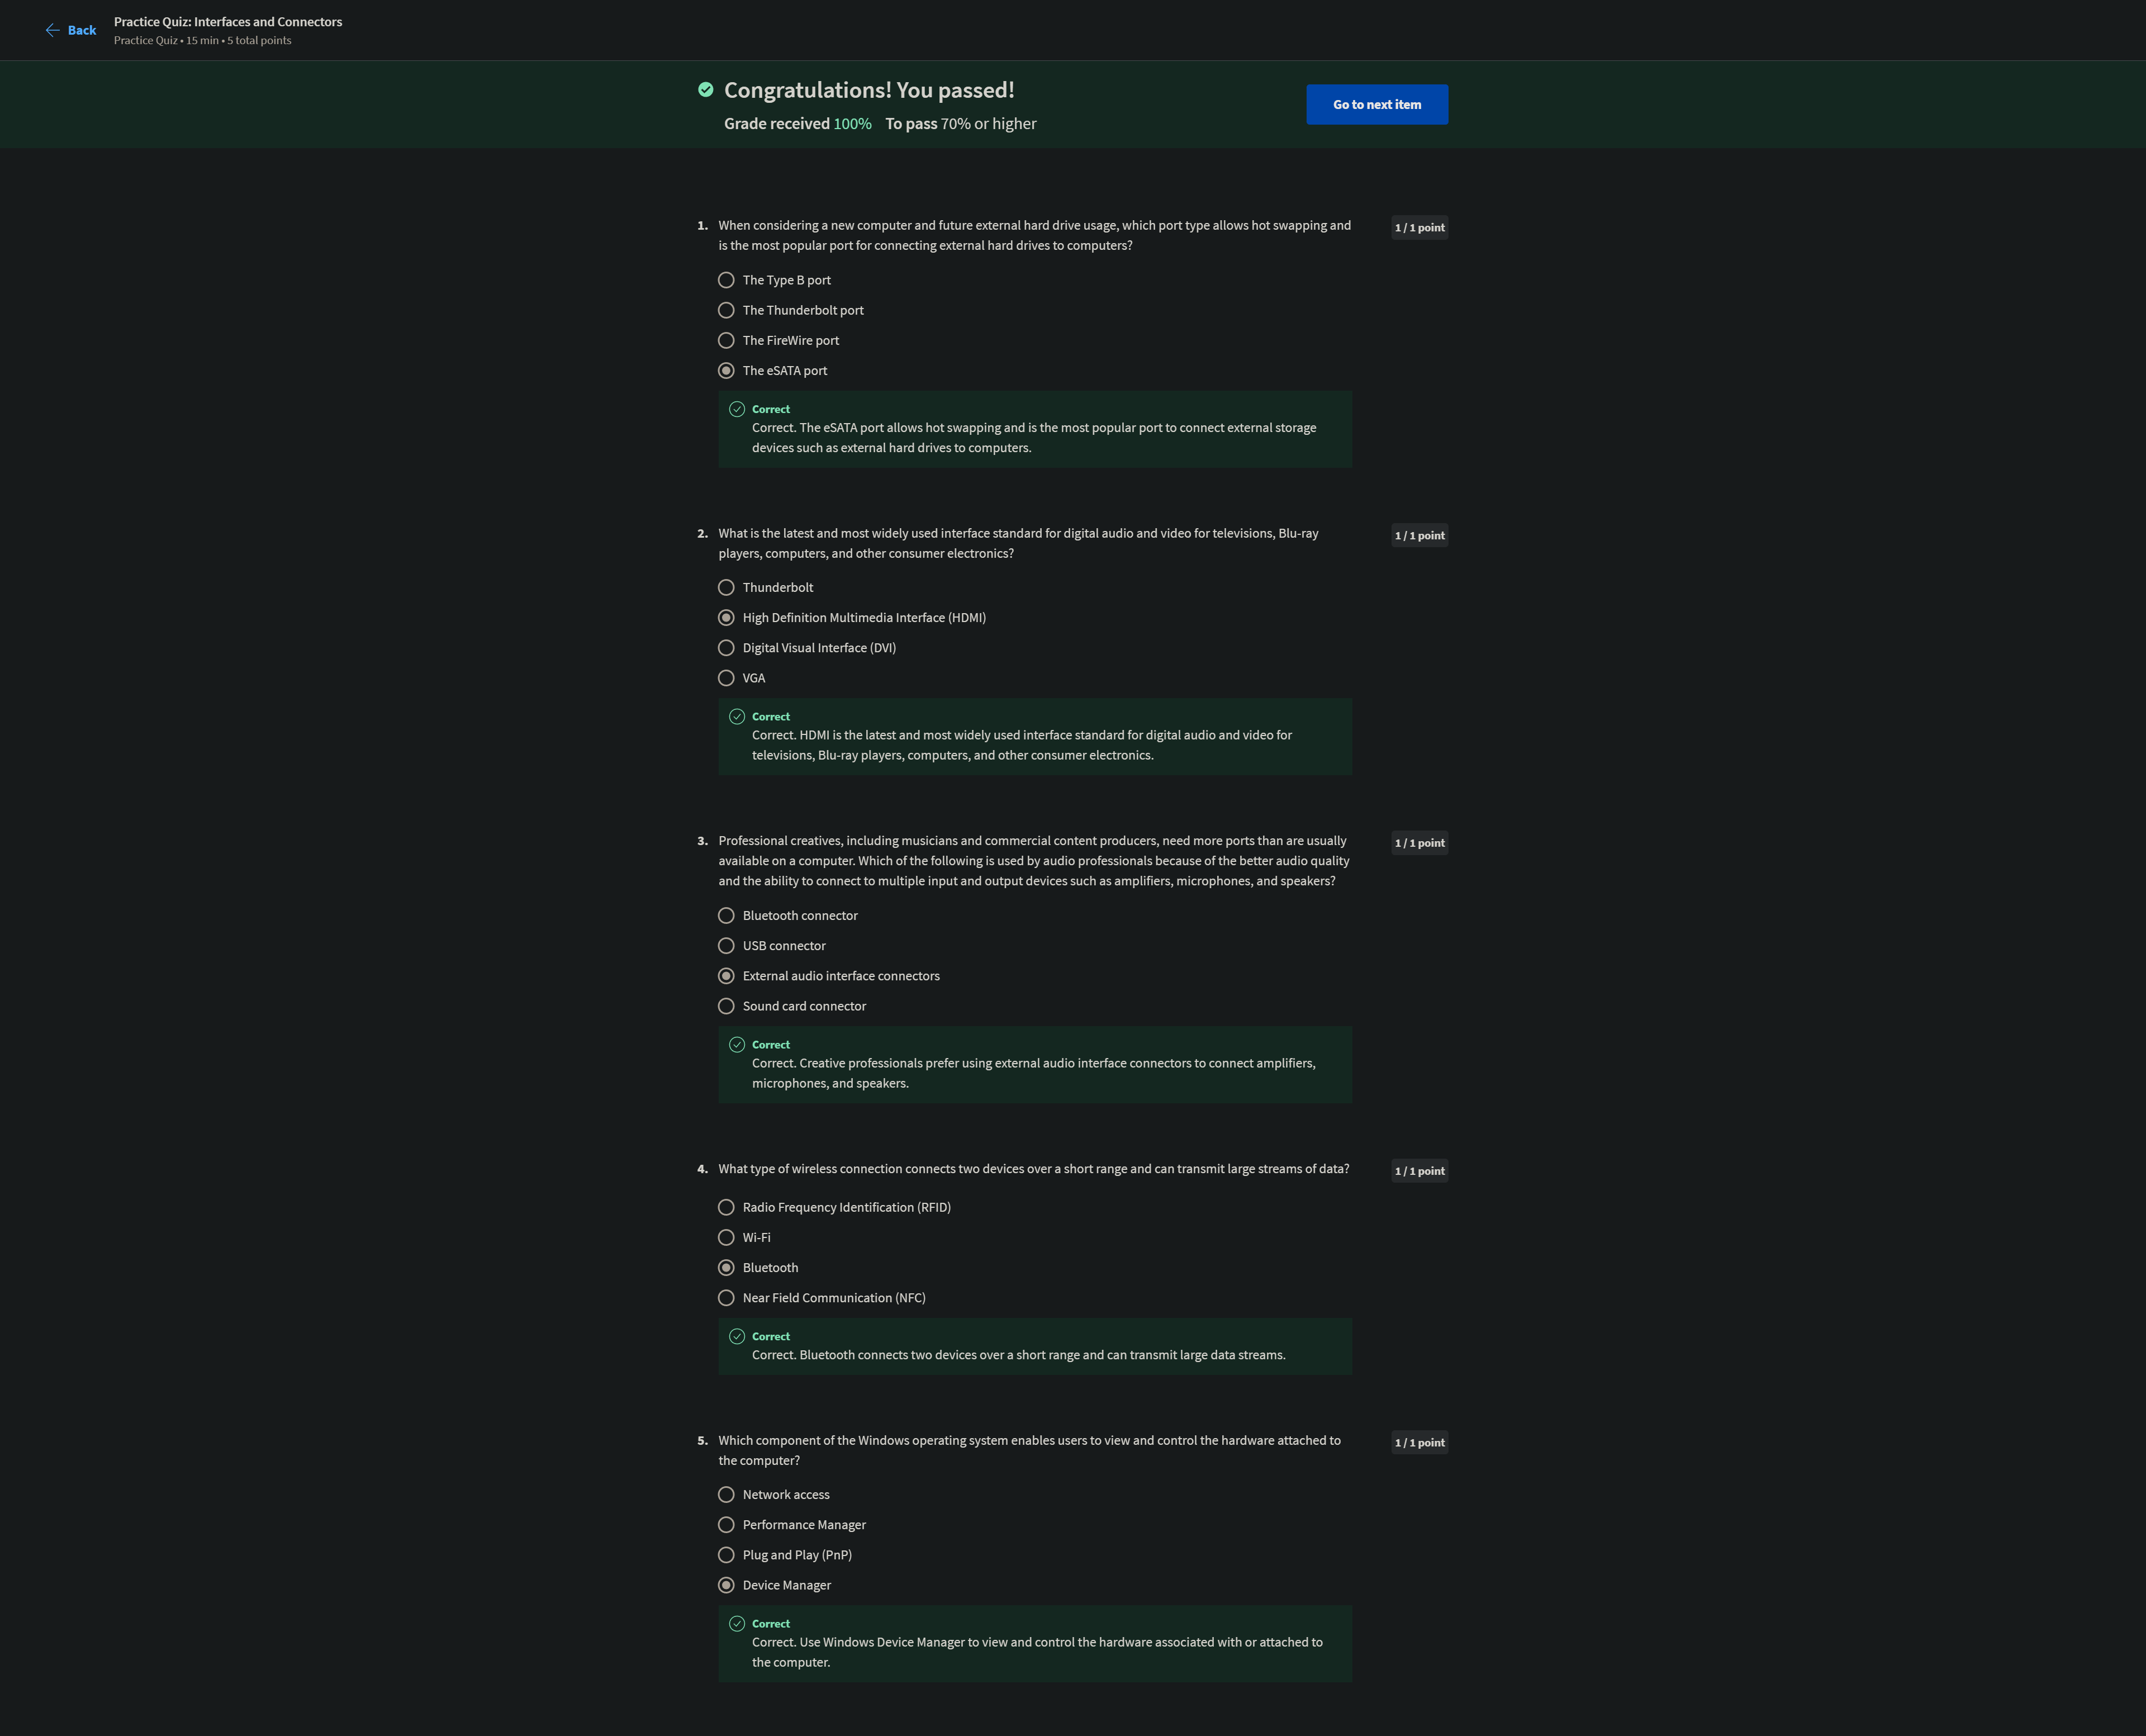 Back
Practice Quiz: Interfaces and Connectors
Practice Quiz • 15 min • 5 total points
Congratulations! You passed!
Grade received 100% To pass 70% or higher
Go to next item
1. When considering a new computer and future external hard drive usage, which port type allows hot swapping and
is the most popular port for connecting external hard drives to computers?
1 / 1 point
The Type B port
The Thunderbolt port
The FireWire port
The eSATA port
Correct
Correct. The eSATA port allows hot swapping and is the most popular port to connect external storage
devices such as external hard drives to computers.
2. What is the latest and most widely used interface standard for digital audio and video for televisions, Blu-ray
players, computers, and other consumer electronics?
1 / 1 point
Thunderbolt
High Definition Multimedia Interface (HDMI)
Digital Visual Interface (DVI)
VGA
Correct
Correct. HDMI is the latest and most widely used interface standard for digital audio and video for
televisions, Blu-ray players, computers, and other consumer electronics.
3. Professional creatives, including musicians and commercial content producers, need more ports than are usually
available on a computer. Which of the following is used by audio professionals because of the better audio quality
and the ability to connect to multiple input and output devices such as amplifiers, microphones, and speakers?
1 / 1 point
Bluetooth connector
USB connector
External audio interface connectors
Sound card connector
Correct
Correct. Creative professionals prefer using external audio interface connectors to connect amplifiers,
microphones, and speakers.
4. What type of wireless connection connects two devices over a short range and can transmit large streams of data?
1 / 1 point
Radio Frequency Identification (RFID)
Wi-Fi
Bluetooth
Near Field Communication (NFC)
Correct
Correct. Bluetooth connects two devices over a short range and can transmit large data streams.
5. Which component of the Windows operating system enables users to view and control the hardware attached to
the computer?
1 / 1 point
Network access
Performance Manager
Plug and Play (PnP)
Device Manager
Correct
Correct. Use Windows Device Manager to view and control the hardware associated with or attached to
the computer.